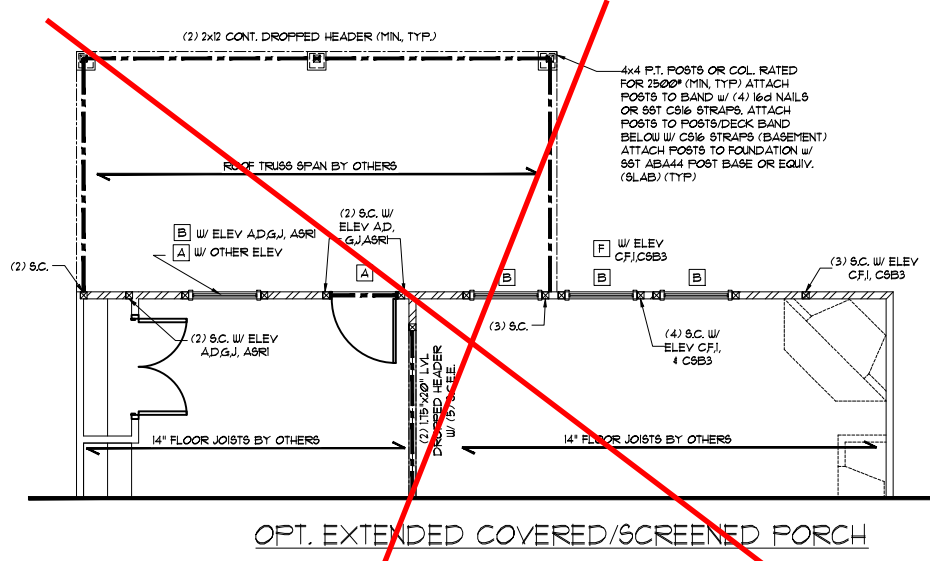 (2) 2x12 CONT. DROPPED HEADER (MIN., TYP.)
4x4 P.T. POSTS OR COL. RATED
FOR 2500# (MIN, TYP) ATTACH
POSTS TO BAND w/ (4) 16d NAILS
OR SST CS16 STRAPS. ATTACH
POSTS TO POSTS/DECK BAND
BELOW W/ CS16 STRAPS (BASEMENT)
ATTACH POSTS TO FOUNDATION w/
SST ABA44 POST BASE OR EQUIV.
(SLAB) (TYP)
ROOF TRUSS SPAN BY OTHERS
B W/ ELEV A,D,G,J, ASR1
A W/ OTHER ELEV
(2) S.C. W/
ELEV A,D,
G,J,ASR1
F W/ ELEV
C,F,I,CSB3
(2) S.C.
A
B
B
B
(3) S.C. W/ ELEV
C,F,I, CSB3
(2) S.C. W/ ELEV
A,D,G,J, ASR1
(3) S.C.
(4) S.C. W/
ELEV C,F,I,
& CSB3
(2) 1.75"x20" LVL
DROPPED HEADER
14" FLOOR JOISTS BY OTHERS
14" FLOOR JOISTS BY OTHERS
OPT. EXTENDED COVERED/SCREENED PORCH